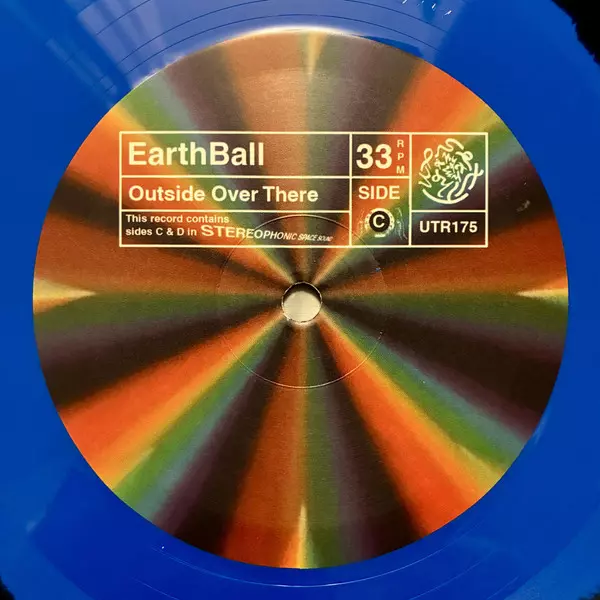 EarthBall
Outside Over There
This record contains
sides C & D in STEREOPHONIC SPACE SOUND
33 RPM
SIDE
C
UTR175